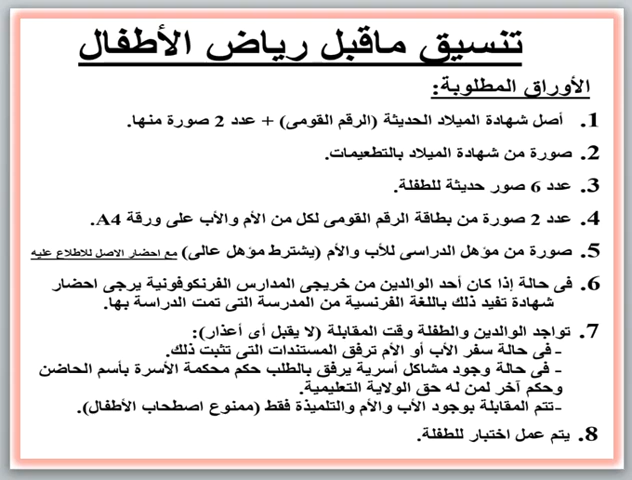 تنسيق ماقبل رياض الأطفال
الأوراق المطلوبة:
1. أصل شهادة الميلاد الحديثة (الرقم القومى) + عدد 2 صورة منها.
2. صورة من شهادة الميلاد بالتطعيمات.
3. عدد 6 صور حديثة للطفلة.
4. عدد 2 صورة من بطاقة الرقم القومى لكل من الأم والأب على ورقة A4.
5. صورة من مؤهل الدراسى للأب والأم (يشترط مؤهل عالى) مع احضار الاصل للاطلاع عليه
6. فى حالة إذا كان أحد الوالدين من خريجى المدارس الفرنكوفونية يرجى احضار
شهادة تفيد ذلك باللغة الفرنسية من المدرسة التى تمت الدراسة بها.
7. تواجد الوالدين والطفلة وقت المقابلة (لا يقبل أى أعذار):
- فى حالة سفر الأب أو الأم ترفق المستندات التى تثبت ذلك.
- فى حالة وجود مشاكل أسرية يرفق بالطلب حكم محكمة الأسرة بأسم الحاضن
وحكم آخر لمن له حق الولاية التعليمية.
-تتم المقابلة بوجود الأب والأم والتلميذة فقط (ممنوع اصطحاب الأطفال).
8. يتم عمل اختبار للطفلة.